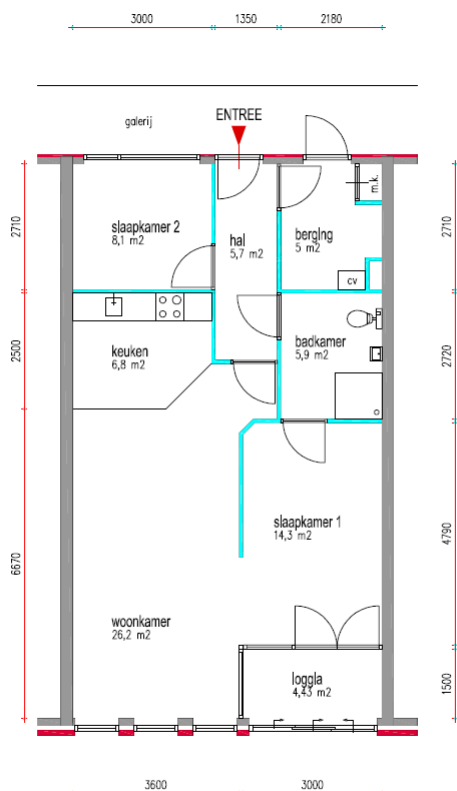 3000 1350 2180
galerij
ENTREE
m.k.
slaapkamer 2
8,1 m2
hal
5,7 m2
berging
5 m2
2710
2710
cv
keuken
6,8 m2
badkamer
5,9 m2
2500
2720
slaapkamer 1
14,3 m2
4790
6670
woonkamer
26,2 m2
loggia
4,43 m2
1500
3600 3000